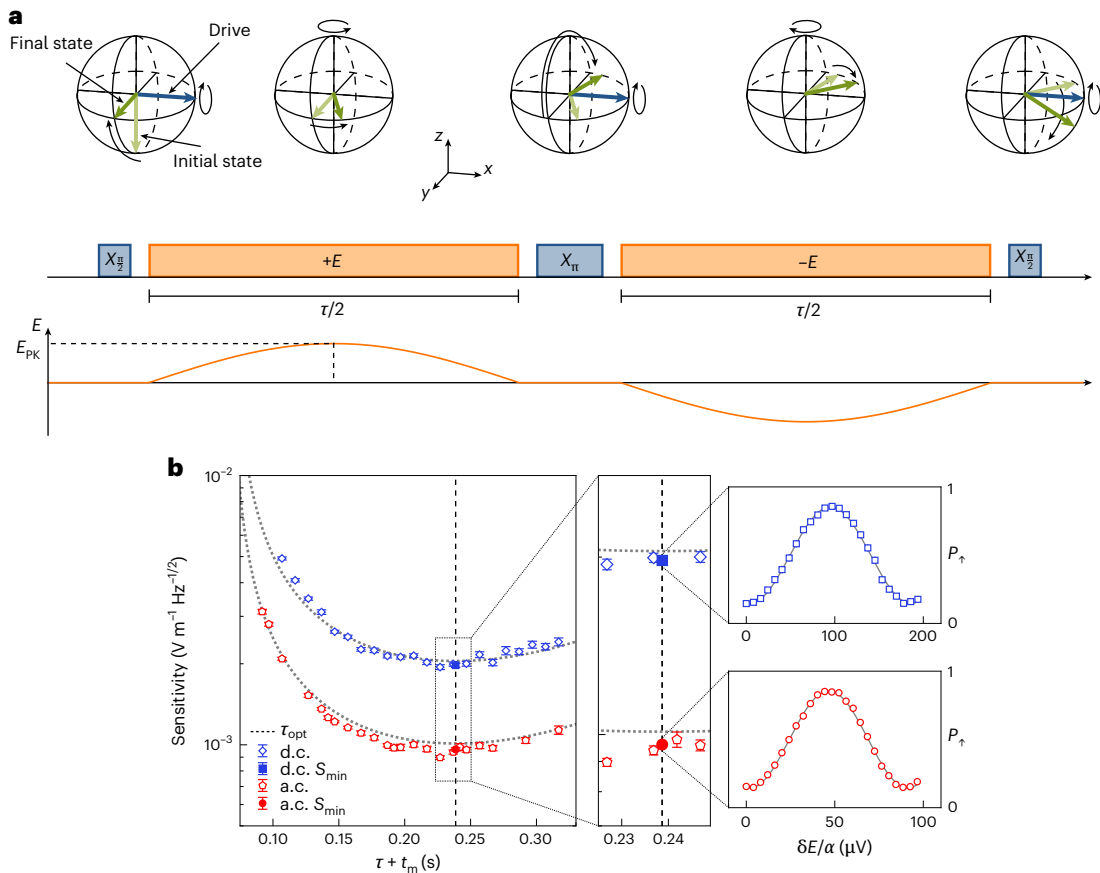 a
Final state
Drive
Initial state
z
x
y
X π/2
+E
X π
−E
X π/2
τ/2
τ/2
E
E PK
b
Sensitivity (V m⁻¹ Hz⁻¹/²)
10⁻²
10⁻³
τ opt
d.c.
d.c. S min
a.c.
a.c. S min
0.10
0.15
0.20
0.25
0.30
τ + t m (s)
0.23
0.24
1
P↑
0
0
100
200
1
P↑
0
0
50
100
δE/α (μV)